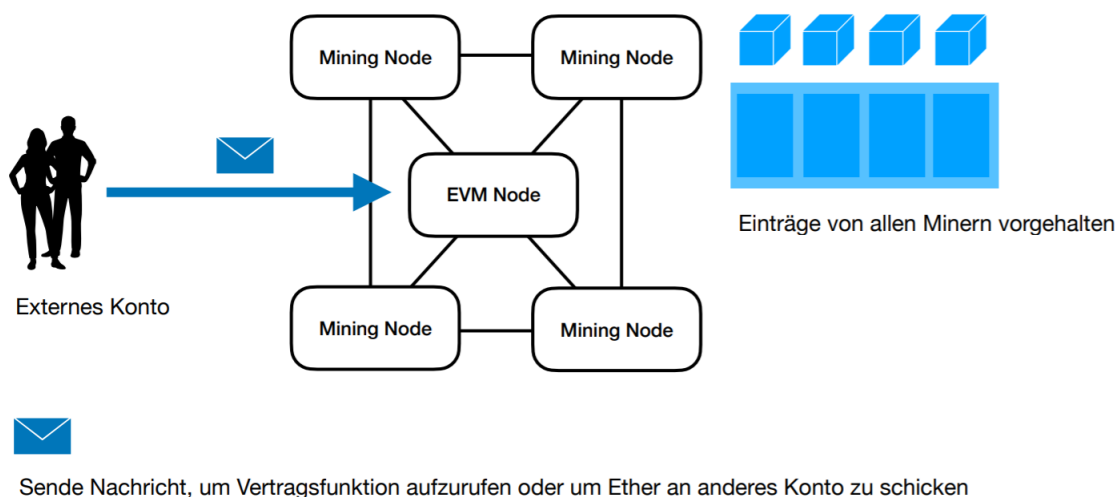 Mining Node
Mining Node
EVM Node
Einträge von allen Minern vorgehalten
Externes Konto
Mining Node
Mining Node
Sende Nachricht, um Vertragsfunktion aufzurufen oder um Ether an anderes Konto zu schicken